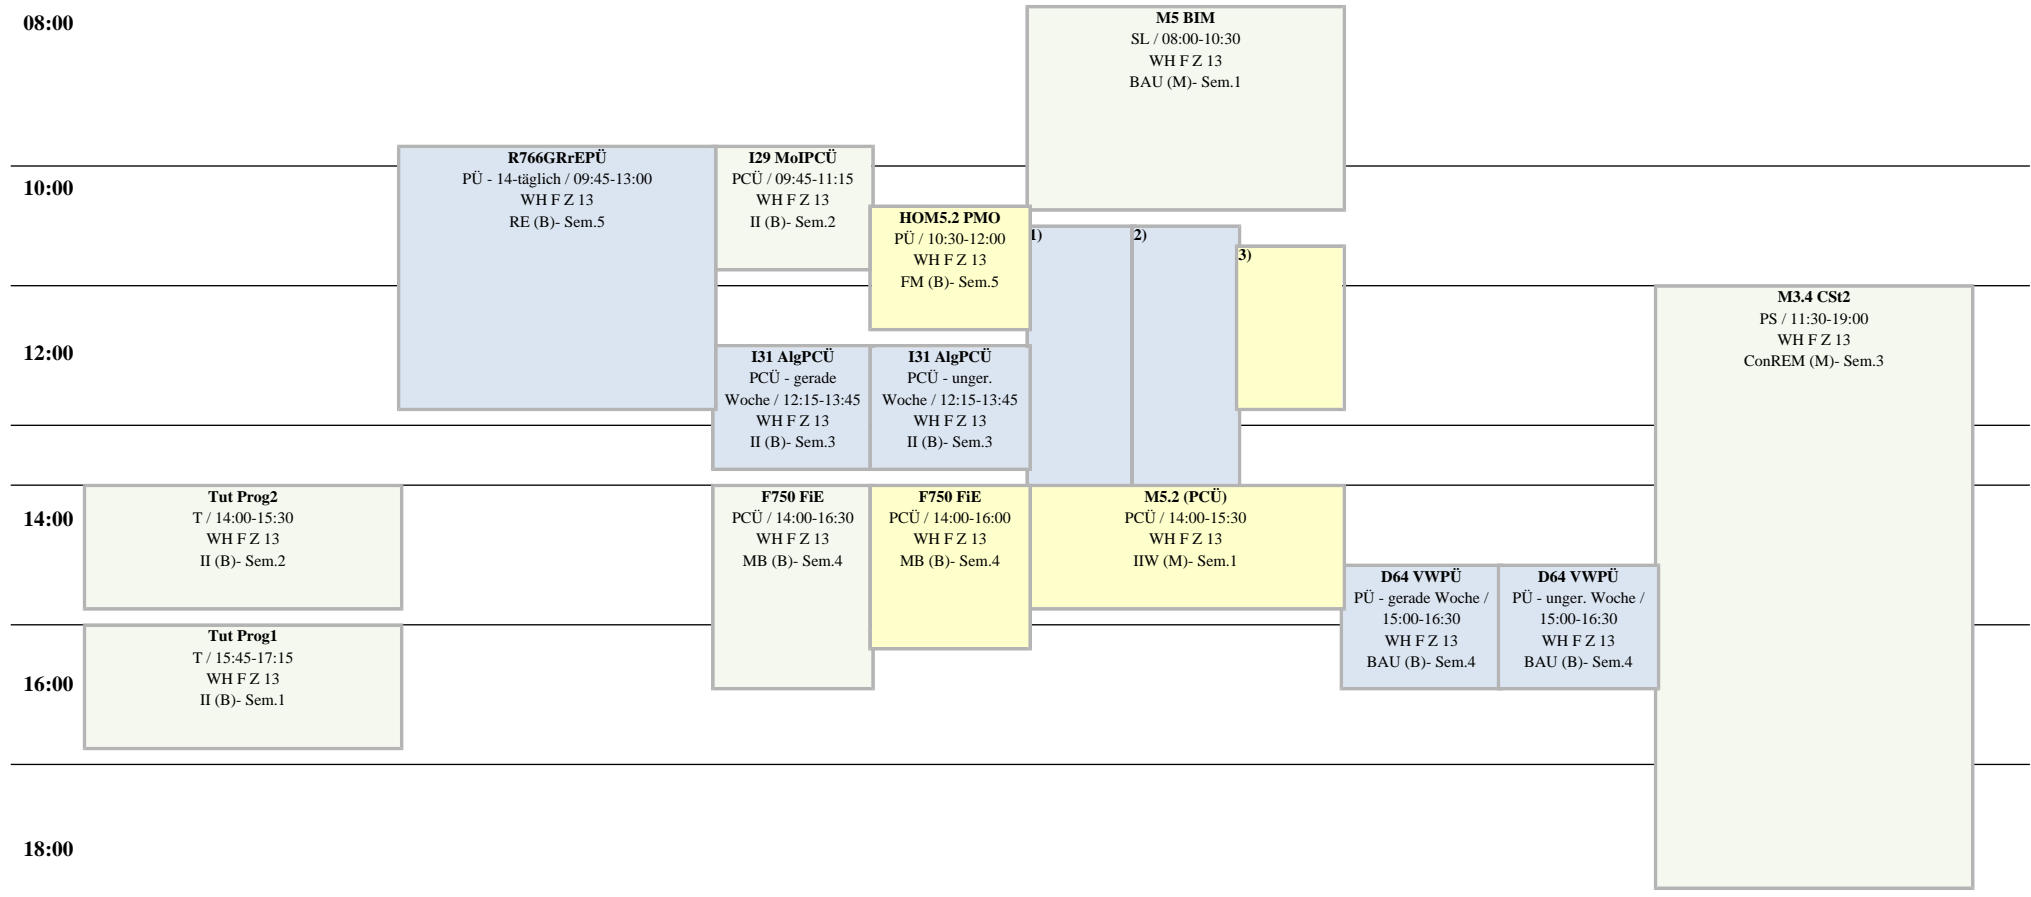 08:00
10:00
12:00
14:00
16:00
18:00
Tut Prog2
T / 14:00-15:30
WH F Z 13
II (B)- Sem.2
Tut Prog1
T / 15:45-17:15
WH F Z 13
II (B)- Sem.1
R766GRrEPÜ
PÜ - 14-täglich / 09:45-13:00
WH F Z 13
RE (B)- Sem.5
I29 MoIPCÜ
PCÜ / 09:45-11:15
WH F Z 13
II (B)- Sem.2
HOM5.2 PMO
PÜ / 10:30-12:00
WH F Z 13
FM (B)- Sem.5
I31 AlgPCÜ
PCÜ - gerade
Woche / 12:15-13:45
WH F Z 13
II (B)- Sem.3
I31 AlgPCÜ
PCÜ - unger.
Woche / 12:15-13:45
WH F Z 13
II (B)- Sem.3
F750 FiE
PCÜ / 14:00-16:30
WH F Z 13
MB (B)- Sem.4
F750 FiE
PCÜ / 14:00-16:00
WH F Z 13
MB (B)- Sem.4
M5 BIM
SL / 08:00-10:30
WH F Z 13
BAU (M)- Sem.1
1)
2)
3)
M5.2 (PCÜ)
PCÜ / 14:00-15:30
WH F Z 13
IIW (M)- Sem.1
D64 VWPÜ
PÜ - gerade Woche /
15:00-16:30
WH F Z 13
BAU (B)- Sem.4
D64 VWPÜ
PÜ - unger. Woche /
15:00-16:30
WH F Z 13
BAU (B)- Sem.4
M3.4 CSt2
PS / 11:30-19:00
WH F Z 13
ConREM (M)- Sem.3